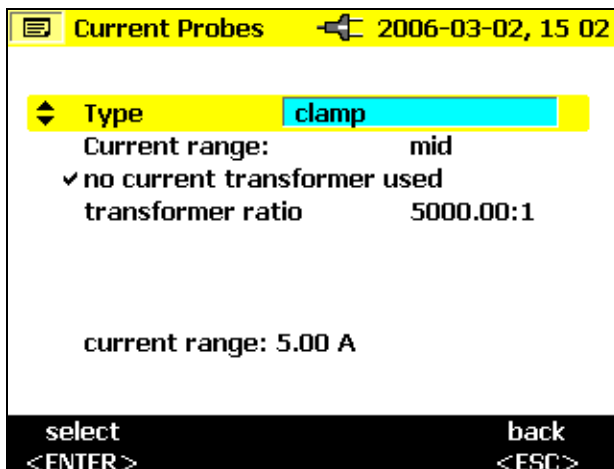 Current Probes 2006-03-02, 15 02
Type clamp
Current range: mid
no current transformer used
transformer ratio 5000.00:1
current range: 5.00 A
select back
<ENTER> <ESC>